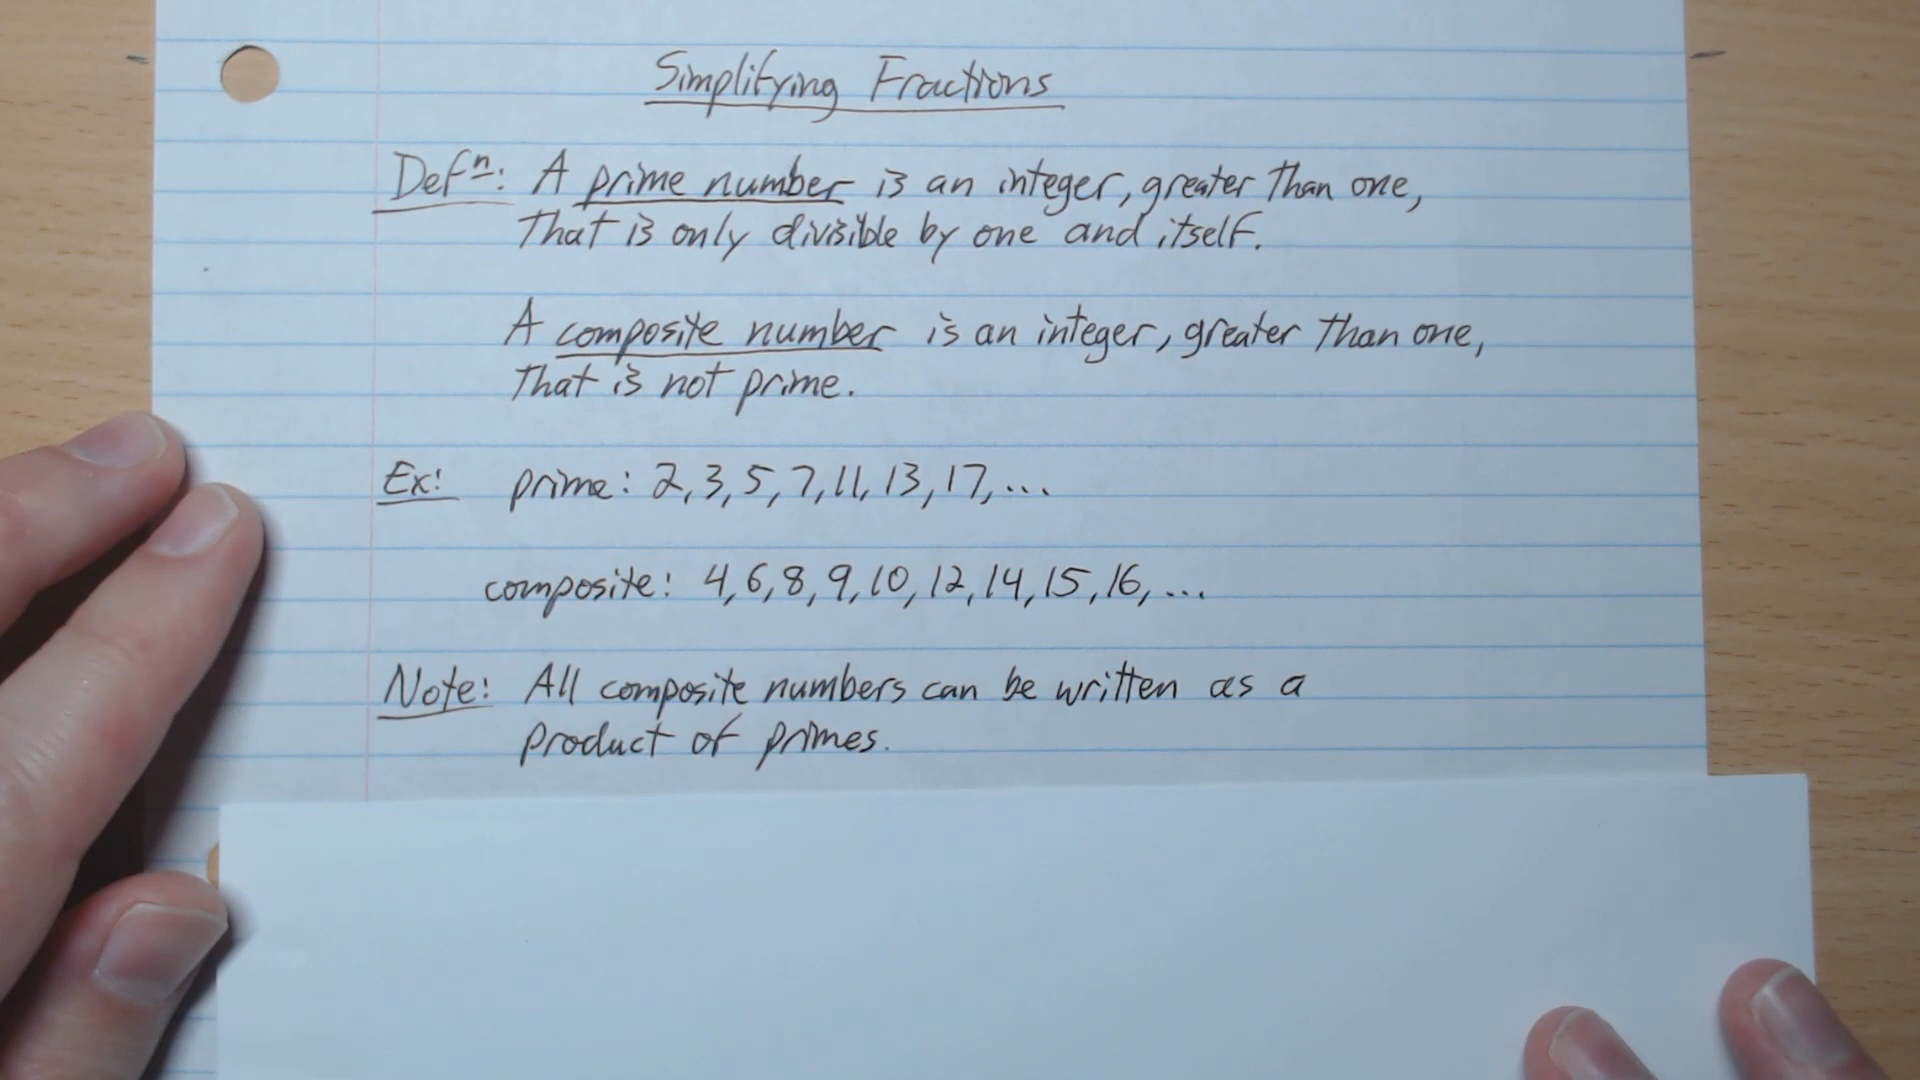 Simplifying Fractions
Defⁿ: A prime number is an integer, greater than one,
that is only divisible by one and itself.
A composite number is an integer, greater than one,
that is not prime.
Ex: prime: 2, 3, 5, 7, 11, 13, 17, ...
composite: 4, 6, 8, 9, 10, 12, 14, 15, 16, ...
Note: All composite numbers can be written as a
product of primes.